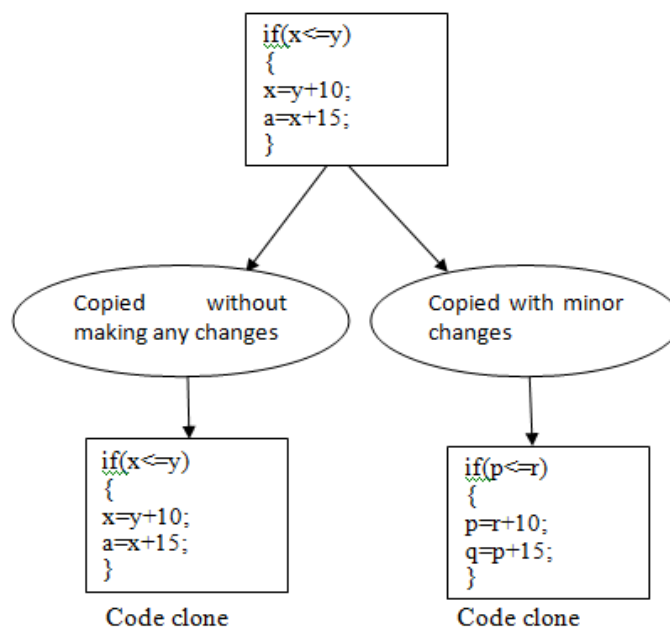 if(x<=y)
{
x=y+10;
a=x+15;
}
Copied without
making any changes
Copied with minor
changes
if(x<=y)
{
x=y+10;
a=x+15;
}
Code clone
if(p<=r)
{
p=r+10;
q=p+15;
}
Code clone